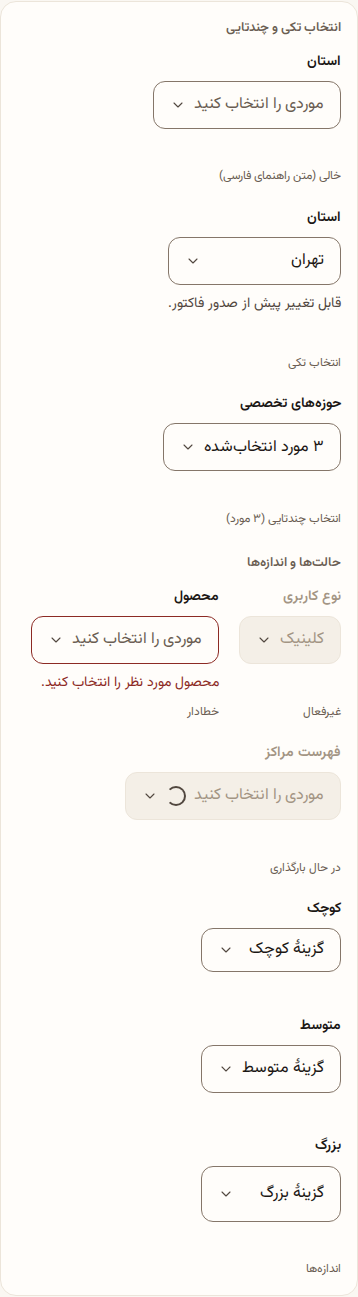 انتخاب تکی و چندتایی
استان
موردی را انتخاب کنید
خالی (متن راهنمای فارسی)
استان
تهران
قابل تغییر پیش از صدور فاکتور.
انتخاب تکی
حوزه‌های تخصصی
۳ مورد انتخاب‌شده
انتخاب چندتایی (۳ مورد)
حالت‌ها و اندازه‌ها
نوع کاربری
کلینیک
غیرفعال
محصول
موردی را انتخاب کنید
محصول مورد نظر را انتخاب کنید.
خطادار
فهرست مراکز
موردی را انتخاب کنید
در حال بارگذاری
کوچک
گزینهٔ کوچک
متوسط
گزینهٔ متوسط
بزرگ
گزینهٔ بزرگ
اندازه‌ها